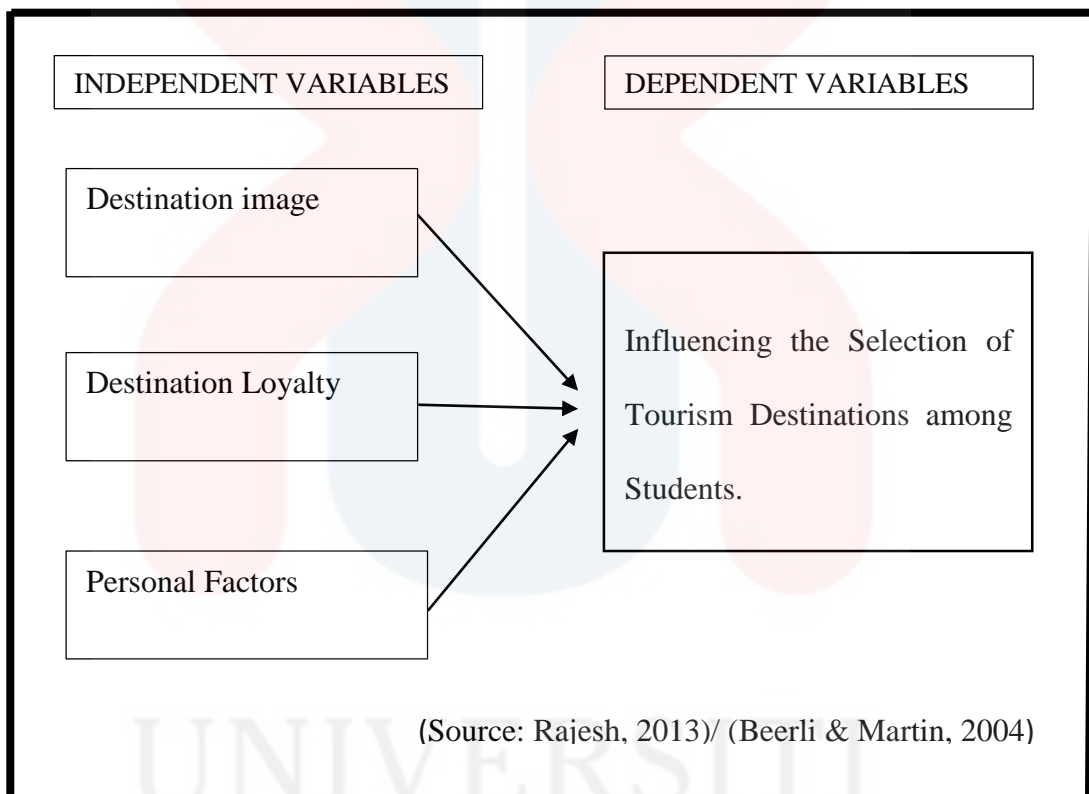 INDEPENDENT VARIABLES
DEPENDENT VARIABLES
Destination image
Destination Loyalty
Personal Factors
Influencing the Selection of
Tourism Destinations among
Students.
(Source: Rajesh, 2013)/ (Beerli & Martin, 2004)
UNIVERSITI